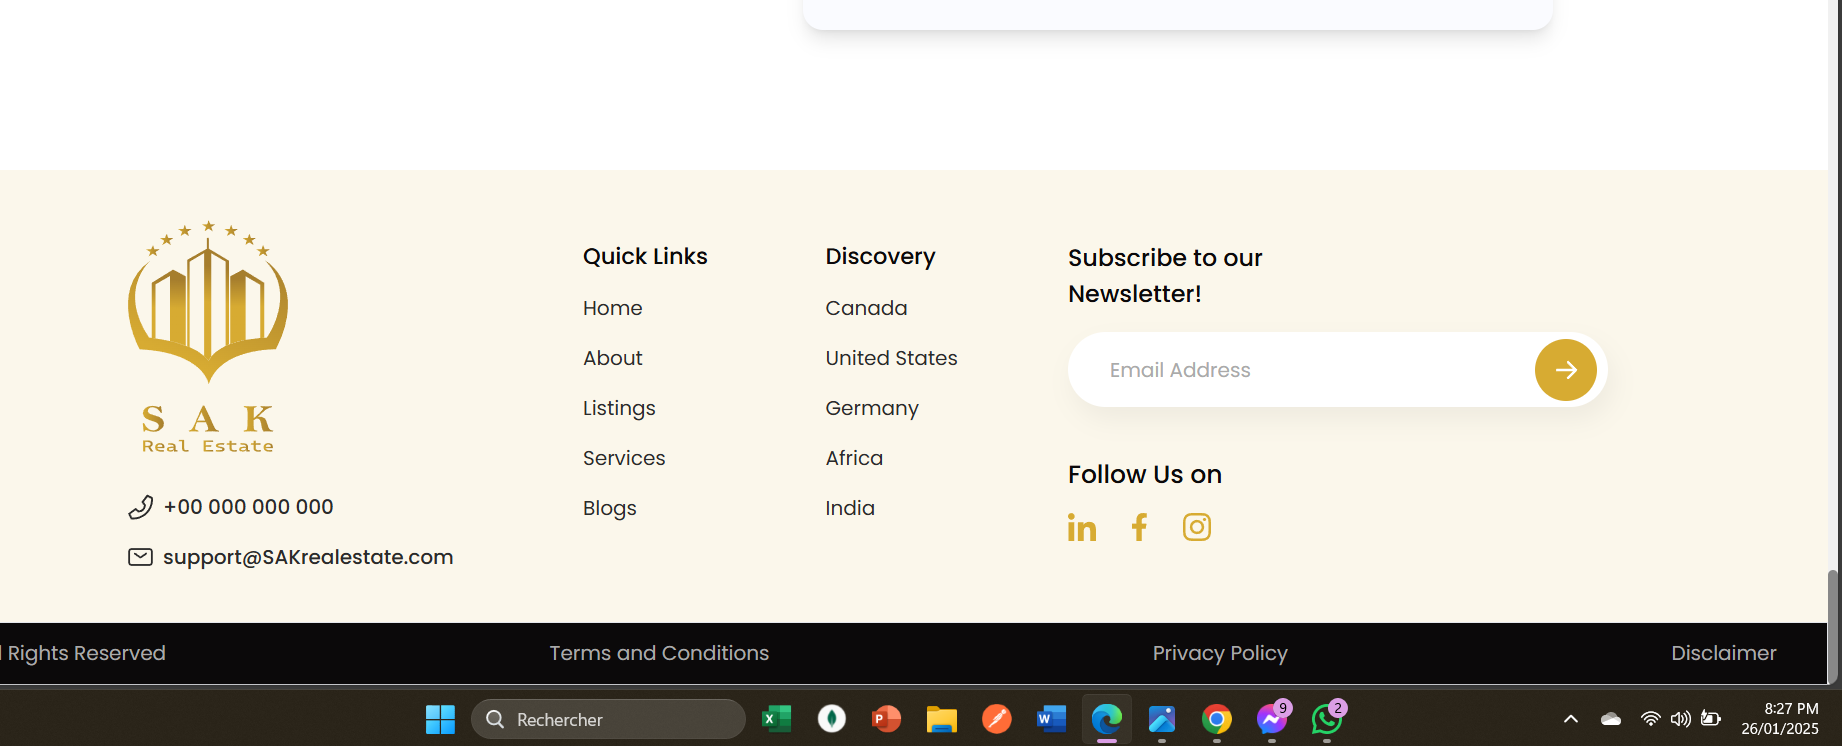 S A K
Real Estate
+00 000 000 000
support@SAKrealestate.com
Quick Links
Home
About
Listings
Services
Blogs
Discovery
Canada
United States
Germany
Africa
India
Subscribe to our
Newsletter!
Email Address
Follow Us on
Rights Reserved
Terms and Conditions
Privacy Policy
Disclaimer
Rechercher
9
2
8:27 PM
26/01/2025